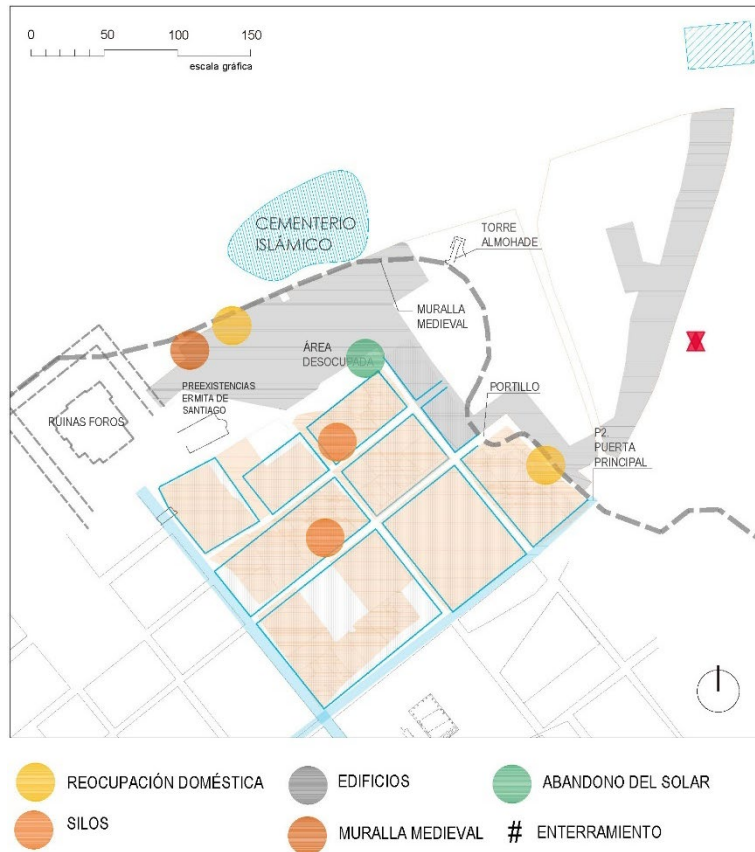 0 50 100 150
escala gráfica
CEMENTERIO
ISLÁMICO
TORRE
ALMOHADE
MURALLA
MEDIEVAL
ÁREA
DESOCUPADA
PORTILLO
PREEXISTENCIAS
ERMITA DE
SANTIAGO
RUINAS FOROS
P2.
PUERTA
PRINCIPAL
REOCUPACIÓN DOMÉSTICA
EDIFICIOS
ABANDONO DEL SOLAR
SILOS
MURALLA MEDIEVAL
# ENTERRAMIENTO